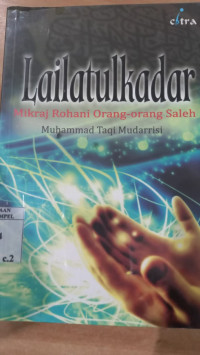 citra
Lailatulkadar
Mikraj Rohani Orang-orang Saleh
Muhammad Taqi Mudarrisi
c.2